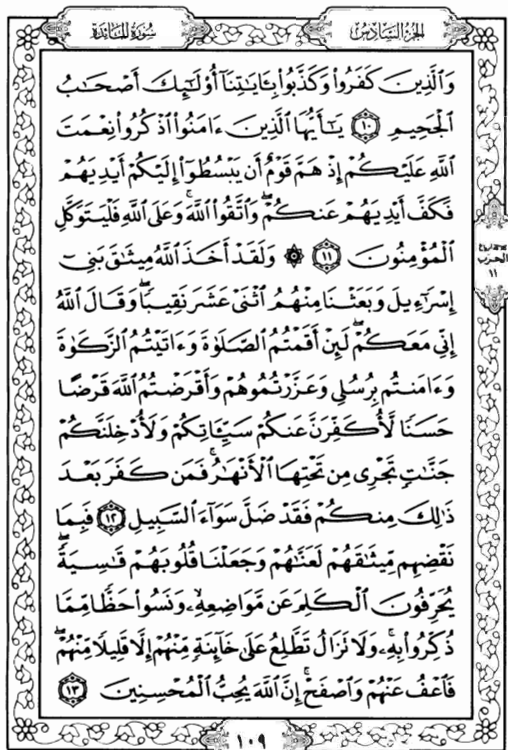 الجزء السادس
سورة المائدة
وَالَّذِينَ كَفَرُوا۟ وَكَذَّبُوا۟ بِـَٔايَٰتِنَآ أُو۟لَٰٓئِكَ أَصْحَٰبُ
ٱلْجَحِيمِ ١٠ يَٰٓأَيُّهَا ٱلَّذِينَ ءَامَنُوا۟ ٱذْكُرُوا۟ نِعْمَتَ
ٱللَّهِ عَلَيْكُمْ إِذْ هَمَّ قَوْمٌ أَن يَبْسُطُوٓا۟ إِلَيْكُمْ أَيْدِيَهُمْ
فَكَفَّ أَيْدِيَهُمْ عَنكُمْ ۖ وَٱتَّقُوا۟ ٱللَّهَ ۚ وَعَلَى ٱللَّهِ فَلْيَتَوَكَّلِ
ٱلْمُؤْمِنُونَ ١١ ۞ وَلَقَدْ أَخَذَ ٱللَّهُ مِيثَٰقَ بَنِىٓ
إِسْرَٰٓءِيلَ وَبَعَثْنَا مِنْهُمُ ٱثْنَىْ عَشَرَ نَقِيبًا ۖ وَقَالَ ٱللَّهُ
إِنِّى مَعَكُمْ ۖ لَئِنْ أَقَمْتُمُ ٱلصَّلَوٰةَ وَءَاتَيْتُمُ ٱلزَّكَوٰةَ
وَءَامَنتُم بِرُسُلِى وَعَزَّرْتُمُوهُمْ وَأَقْرَضْتُمُ ٱللَّهَ قَرْضًا
حَسَنًا لَّأُكَفِّرَنَّ عَنكُمْ سَيِّـَٔاتِكُمْ وَلَأُدْخِلَنَّكُمْ
جَنَّٰتٍ تَجْرِى مِن تَحْتِهَا ٱلْأَنْهَٰرُ ۚ فَمَن كَفَرَ بَعْدَ
ذَٰلِكَ مِنكُمْ فَقَدْ ضَلَّ سَوَآءَ ٱلسَّبِيلِ ١٢ فَبِمَا
نَقْضِهِم مِّيثَٰقَهُمْ لَعَنَّٰهُمْ وَجَعَلْنَا قُلُوبَهُمْ قَٰسِيَةً ۖ
يُحَرِّفُونَ ٱلْكَلِمَ عَن مَّوَاضِعِهِۦ ۙ وَنَسُوا۟ حَظًّا مِّمَّا
ذُكِّرُوا۟ بِهِۦ ۚ وَلَا تَزَالُ تَطَّلِعُ عَلَىٰ خَآئِنَةٍ مِّنْهُمْ إِلَّا قَلِيلًا مِّنْهُمْ ۖ
فَٱعْفُ عَنْهُمْ وَٱصْفَحْ ۚ إِنَّ ٱللَّهَ يُحِبُّ ٱلْمُحْسِنِينَ ١٣
الحزب
١١
١٠٩